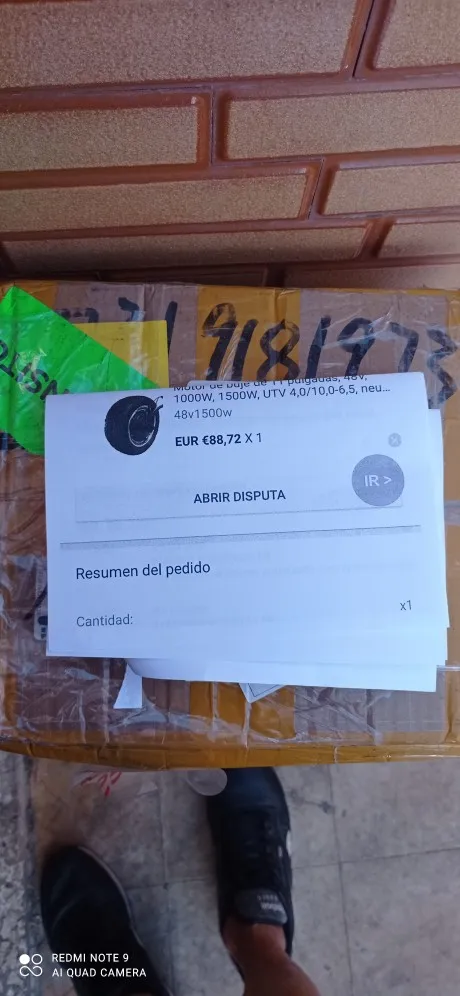 9181973
Motor de buje de 11 pulgadas, 48v,
1000W, 1500W, UTV 4,0/10,0-6,5, neu...
48v1500w
EUR €88,72 X 1
IR >
ABRIR DISPUTA
Resumen del pedido
Cantidad:
x1
REDMI NOTE 9
AI QUAD CAMERA